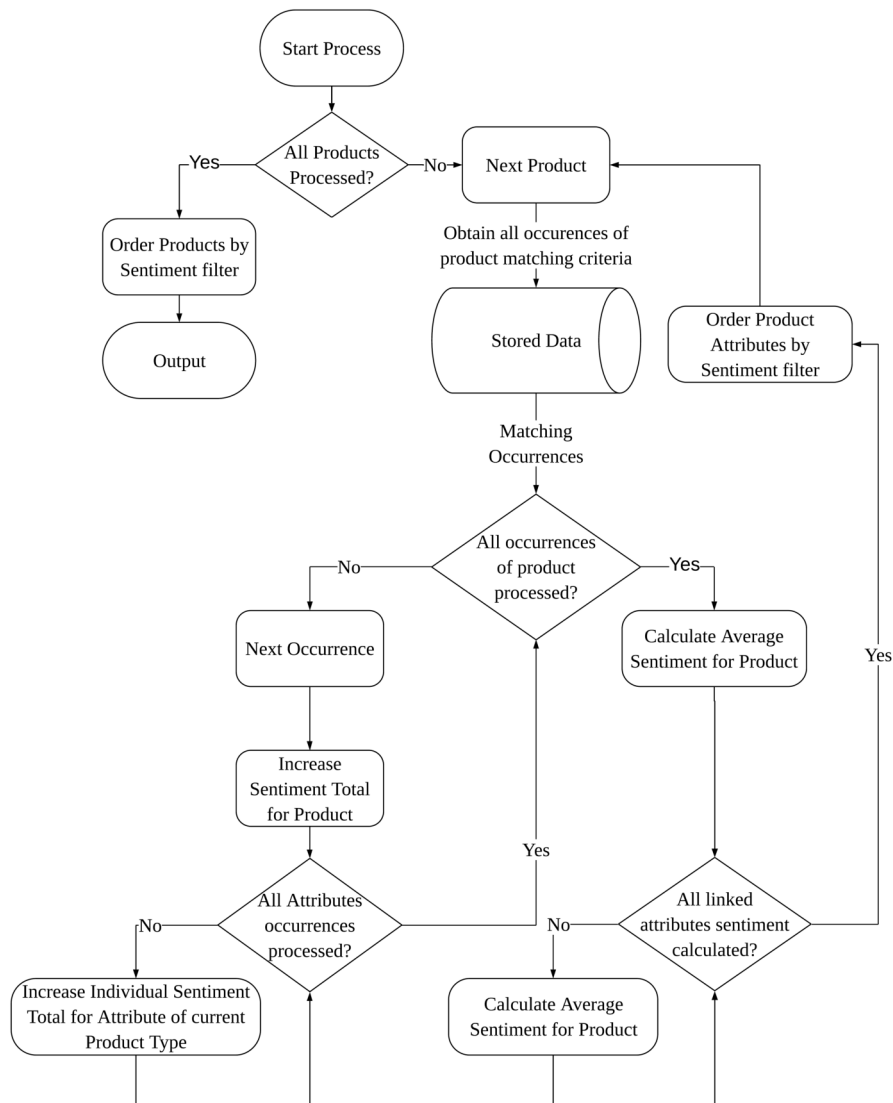 Start Process
All Products
Processed?
Yes
No
Next Product
Order Products by
Sentiment filter
Obtain all occurences of
product matching criteria
Output
Stored Data
Order Product
Attributes by
Sentiment filter
Matching
Occurrences
All occurrences
of product
processed?
No
Yes
Next Occurrence
Calculate Average
Sentiment for Product
Yes
Increase
Sentiment Total
for Product
Yes
All Attributes
occurrences
processed?
All linked
attributes sentiment
calculated?
No
No
Increase Individual Sentiment
Total for Attribute of current
Product Type
Calculate Average
Sentiment for Product